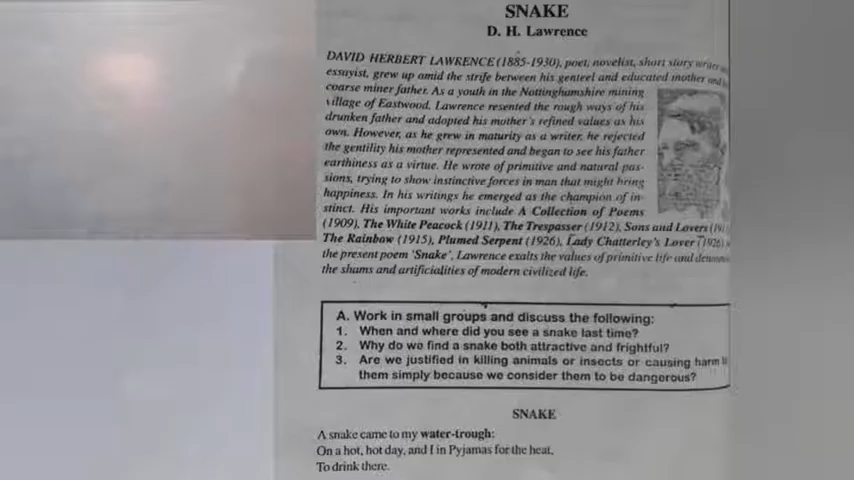 SNAKE
D. H. Lawrence
DAVID HERBERT LAWRENCE (1885-1930), poet, novelist, short story writer
essayist, grew up amid the strife between his genteel and educated mother and
coarse miner father. As a youth in the Nottinghamshire mining
village of Eastwood, Lawrence resented the rough ways of his
drunken father and adopted his mother's refined values as his
own. However, as he grew in maturity as a writer, he rejected
the gentility his mother represented and began to see his father
earthiness as a virtue. He wrote of primitive and natural pas-
sions, trying to show instinctive forces in man that might bring
happiness. In his writings he emerged as the champion of in-
stinct. His important works include A Collection of Poems
(1909), The White Peacock (1911), The Trespasser (1912), Sons and Lovers
The Rainbow (1915), Plumed Serpent (1926), Lady Chatterley's Lover (1926)
the present poem 'Snake', Lawrence exalts the values of primitive life and
the shams and artificialities of modern civilized life.
A. Work in small groups and discuss the following:
1. When and where did you see a snake last time?
2. Why do we find a snake both attractive and frightful?
3. Are we justified in killing animals or insects or causing harm
them simply because we consider them to be dangerous?
SNAKE
A snake came to my water-trough;
On a hot, hot day, and I in Pyjamas for the heat,
To drink there.